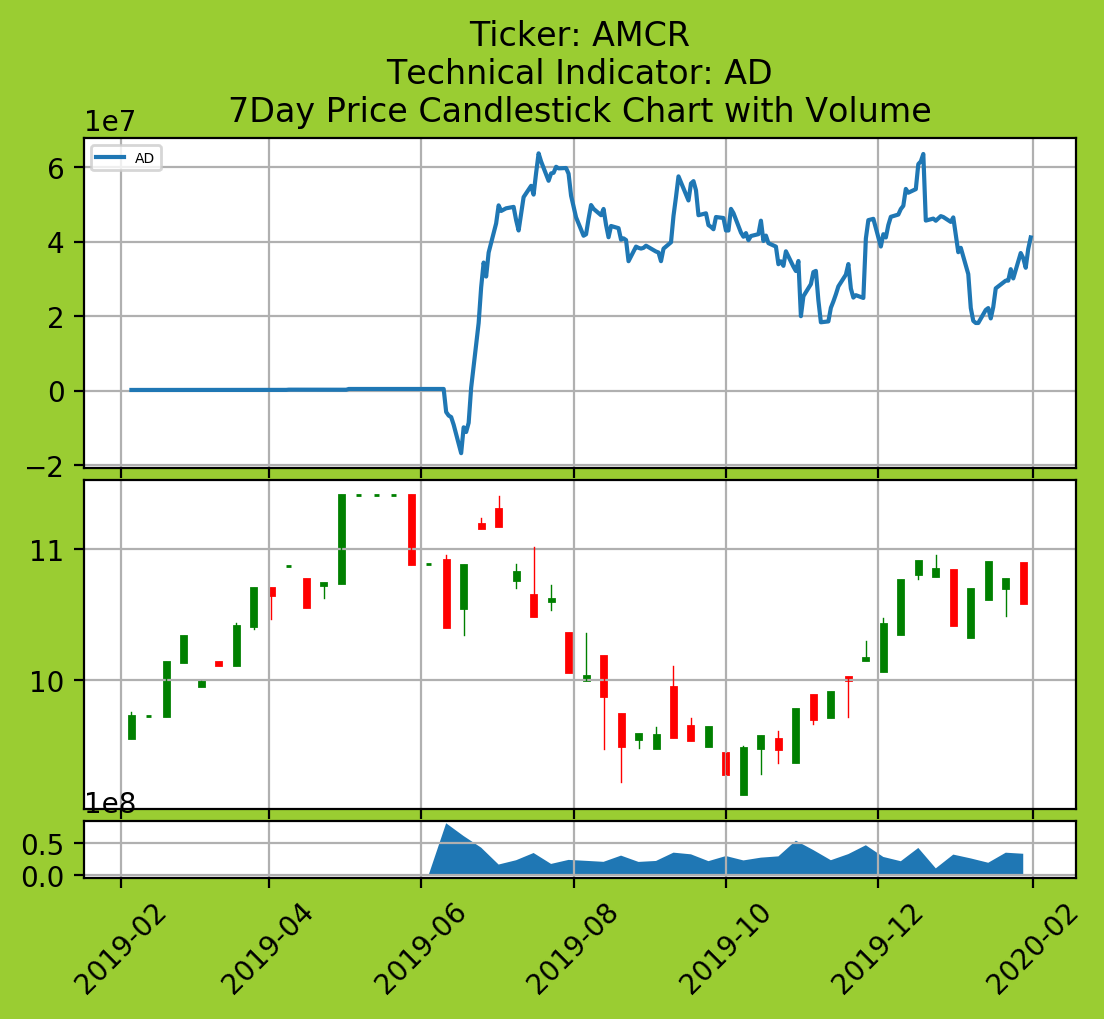 Ticker: AMCR
Technical Indicator: AD
7Day Price Candlestick Chart with Volume
1e7
AD
6
4
2
0
−2
11
10
1e8
0.5
0.0
2019-02
2019-04
2019-06
2019-08
2019-10
2019-12
2020-02